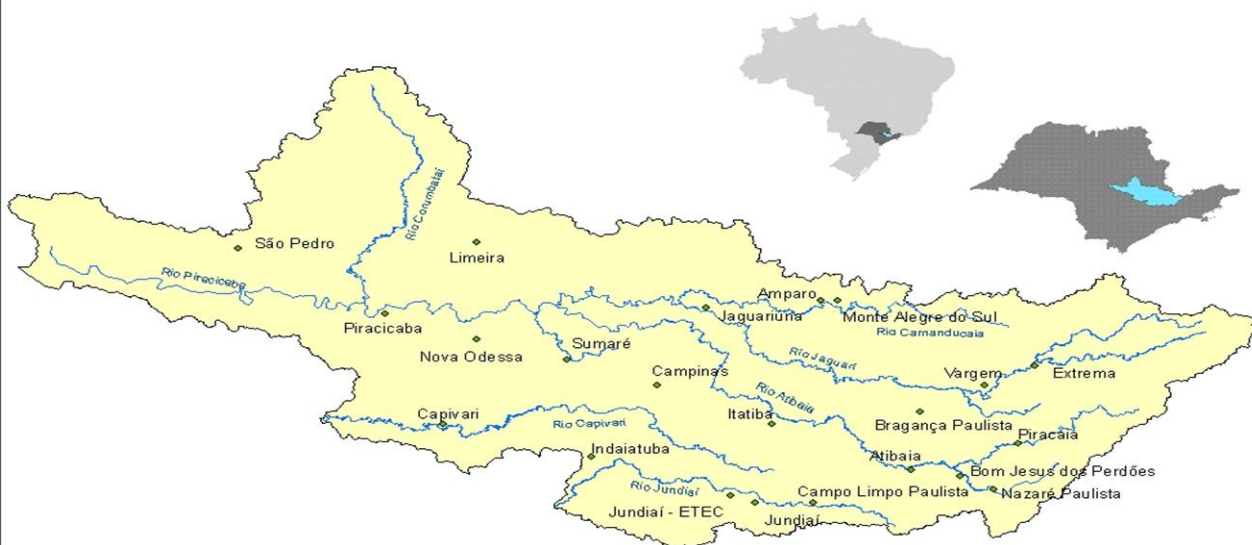 Rio Corumbataí
São Pedro
Limeira
Rio Piracicaba
Piracicaba
Nova Odessa
Sumaré
Jaguariúna
Amparo
Monte Alegre do Sul
Rio Camanducaia
Rio Jaguari
Vargem
Extrema
Campinas
Rio Atibaia
Itatiba
Bragança Paulista
Capivari
Rio Capivari
Piracaia
Indaiatuba
Atibaia
Bom Jesus dos Perdões
Rio Jundiaí
Campo Limpo Paulista
Nazaré Paulista
Jundiaí - ETEC
Jundiaí